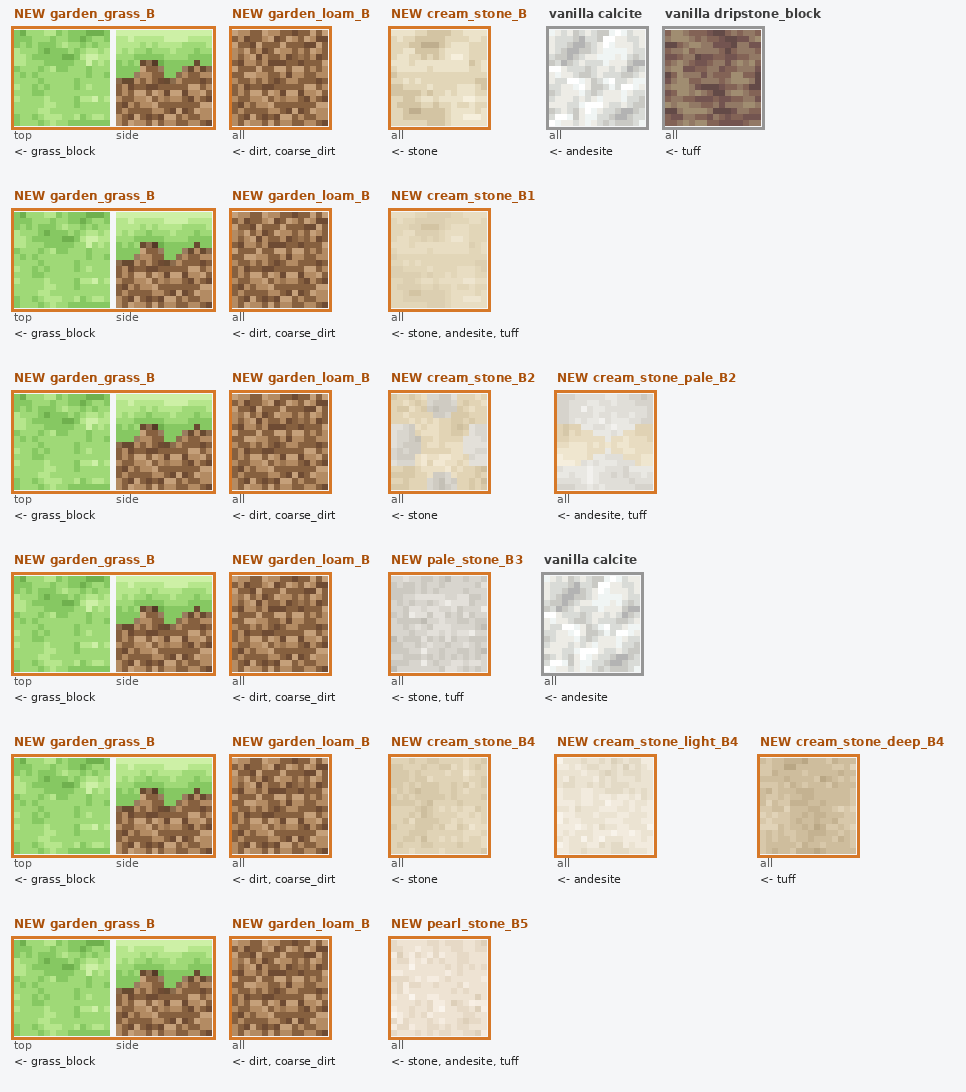 NEW garden_grass_B NEW garden_loam_B NEW cream_stone_B vanilla calcite vanilla dripstone_block
top side all all all all
<- grass_block <- dirt, coarse_dirt <- stone <- andesite <- tuff
NEW garden_grass_B NEW garden_loam_B NEW cream_stone_B1
top side all all
<- grass_block <- dirt, coarse_dirt <- stone, andesite, tuff
NEW garden_grass_B NEW garden_loam_B NEW cream_stone_B2 NEW cream_stone_pale_B2
top side all all all
<- grass_block <- dirt, coarse_dirt <- stone <- andesite, tuff
NEW garden_grass_B NEW garden_loam_B NEW pale_stone_B3 vanilla calcite
top side all all all
<- grass_block <- dirt, coarse_dirt <- stone, tuff <- andesite
NEW garden_grass_B NEW garden_loam_B NEW cream_stone_B4 NEW cream_stone_light_B4 NEW cream_stone_deep_B4
top side all all all all
<- grass_block <- dirt, coarse_dirt <- stone <- andesite <- tuff
NEW garden_grass_B NEW garden_loam_B NEW pearl_stone_B5
top side all all
<- grass_block <- dirt, coarse_dirt <- stone, andesite, tuff